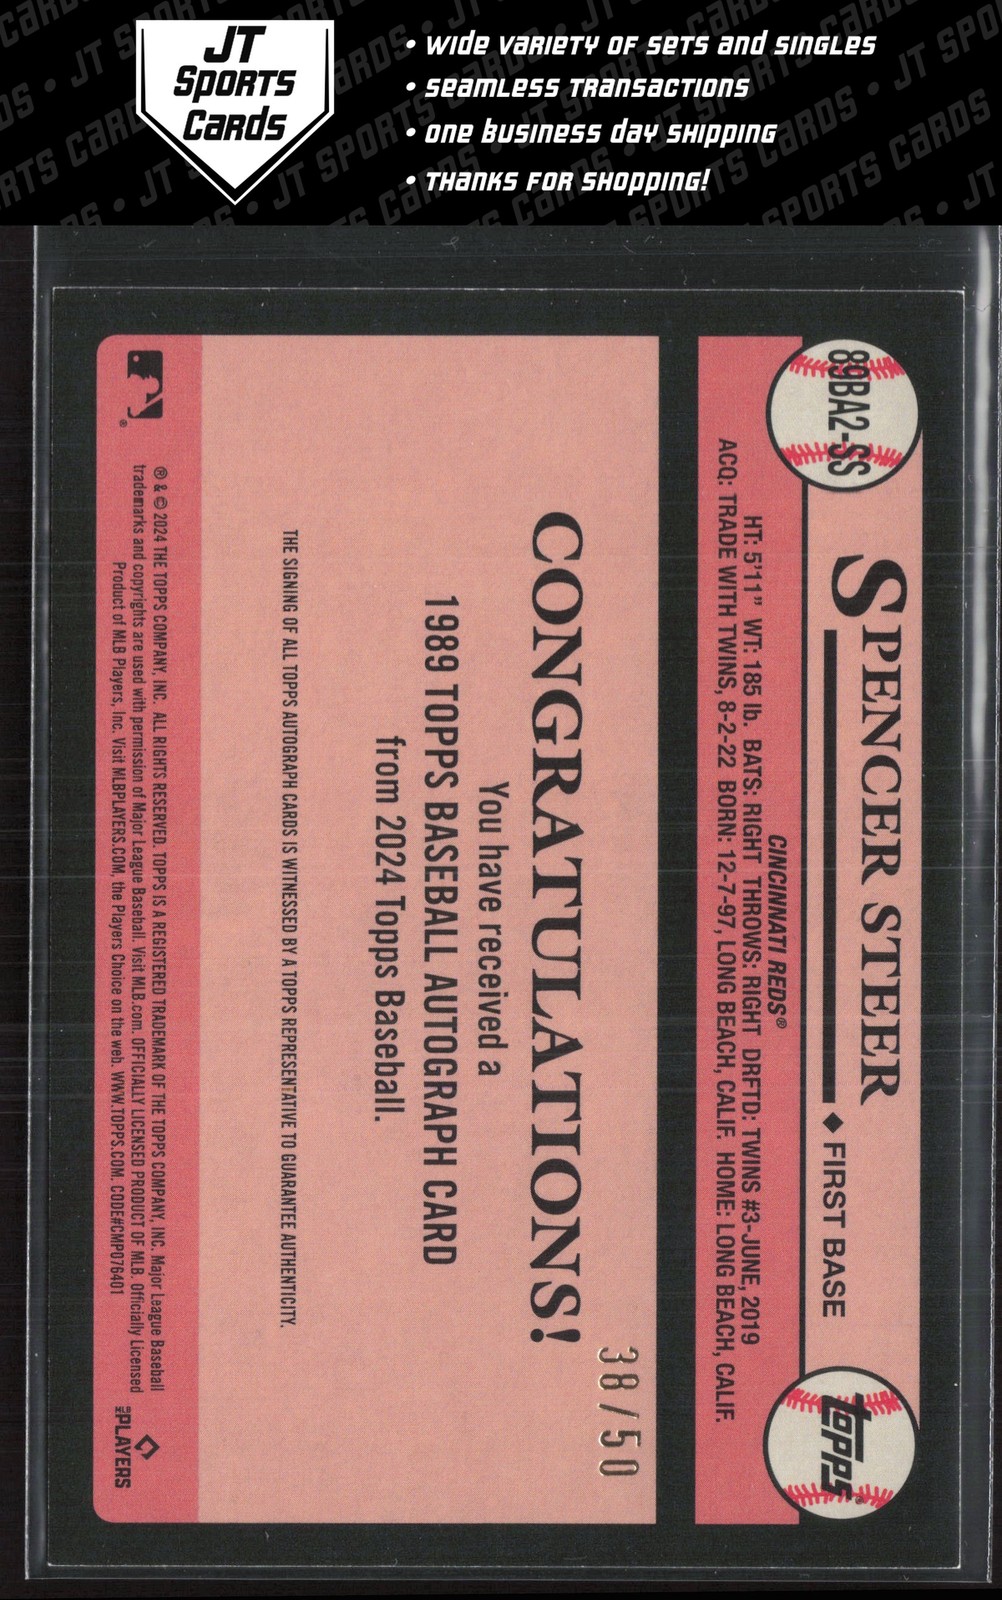 JT
Sports
Cards
• WIDE VARIETY OF SETS and SINGLES
• SEAMLESS TRANSACTIONS
• ONE BUSINESS DAY SHIPPING
• THANKS FOR SHOPPING!
89BA2-SS
SPENCER STEER
◆ FIRST BASE
Topps®
CINCINNATI REDS®
HT: 5'11" WT: 185 lb. BATS: RIGHT THROWS: RIGHT DRFTD: TWINS #3-JUNE, 2019
ACQ: TRADE WITH TWINS, 8-2-22 BORN: 12-7-97, LONG BEACH, CALIF. HOME: LONG BEACH, CALIF.
38/50
CONGRATULATIONS!
You have received a
1989 TOPPS BASEBALL AUTOGRAPH CARD
from 2024 Topps Baseball.
THE SIGNING OF ALL TOPPS AUTOGRAPH CARDS IS WITNESSED BY A TOPPS REPRESENTATIVE TO GUARANTEE AUTHENTICITY.
® & © 2024 THE TOPPS COMPANY, INC. ALL RIGHTS RESERVED. TOPPS IS A REGISTERED TRADEMARK OF THE TOPPS COMPANY, INC. Major League Baseball
trademarks and copyrights are used with permission of Major League Baseball. Visit MLB.com. OFFICIALLY LICENSED PRODUCT OF MLB. Officially Licensed
Product of MLB Players, Inc. Visit MLBPLAYERS.COM, the Players Choice on the web. WWW.TOPPS.COM. CODE#CMP076401
MLB
PLAYERS